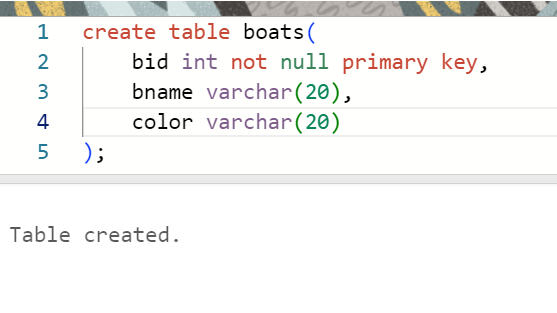 1 create table boats(
2 bid int not null primary key,
3 bname varchar(20),
4 color varchar(20)
5 );
Table created.